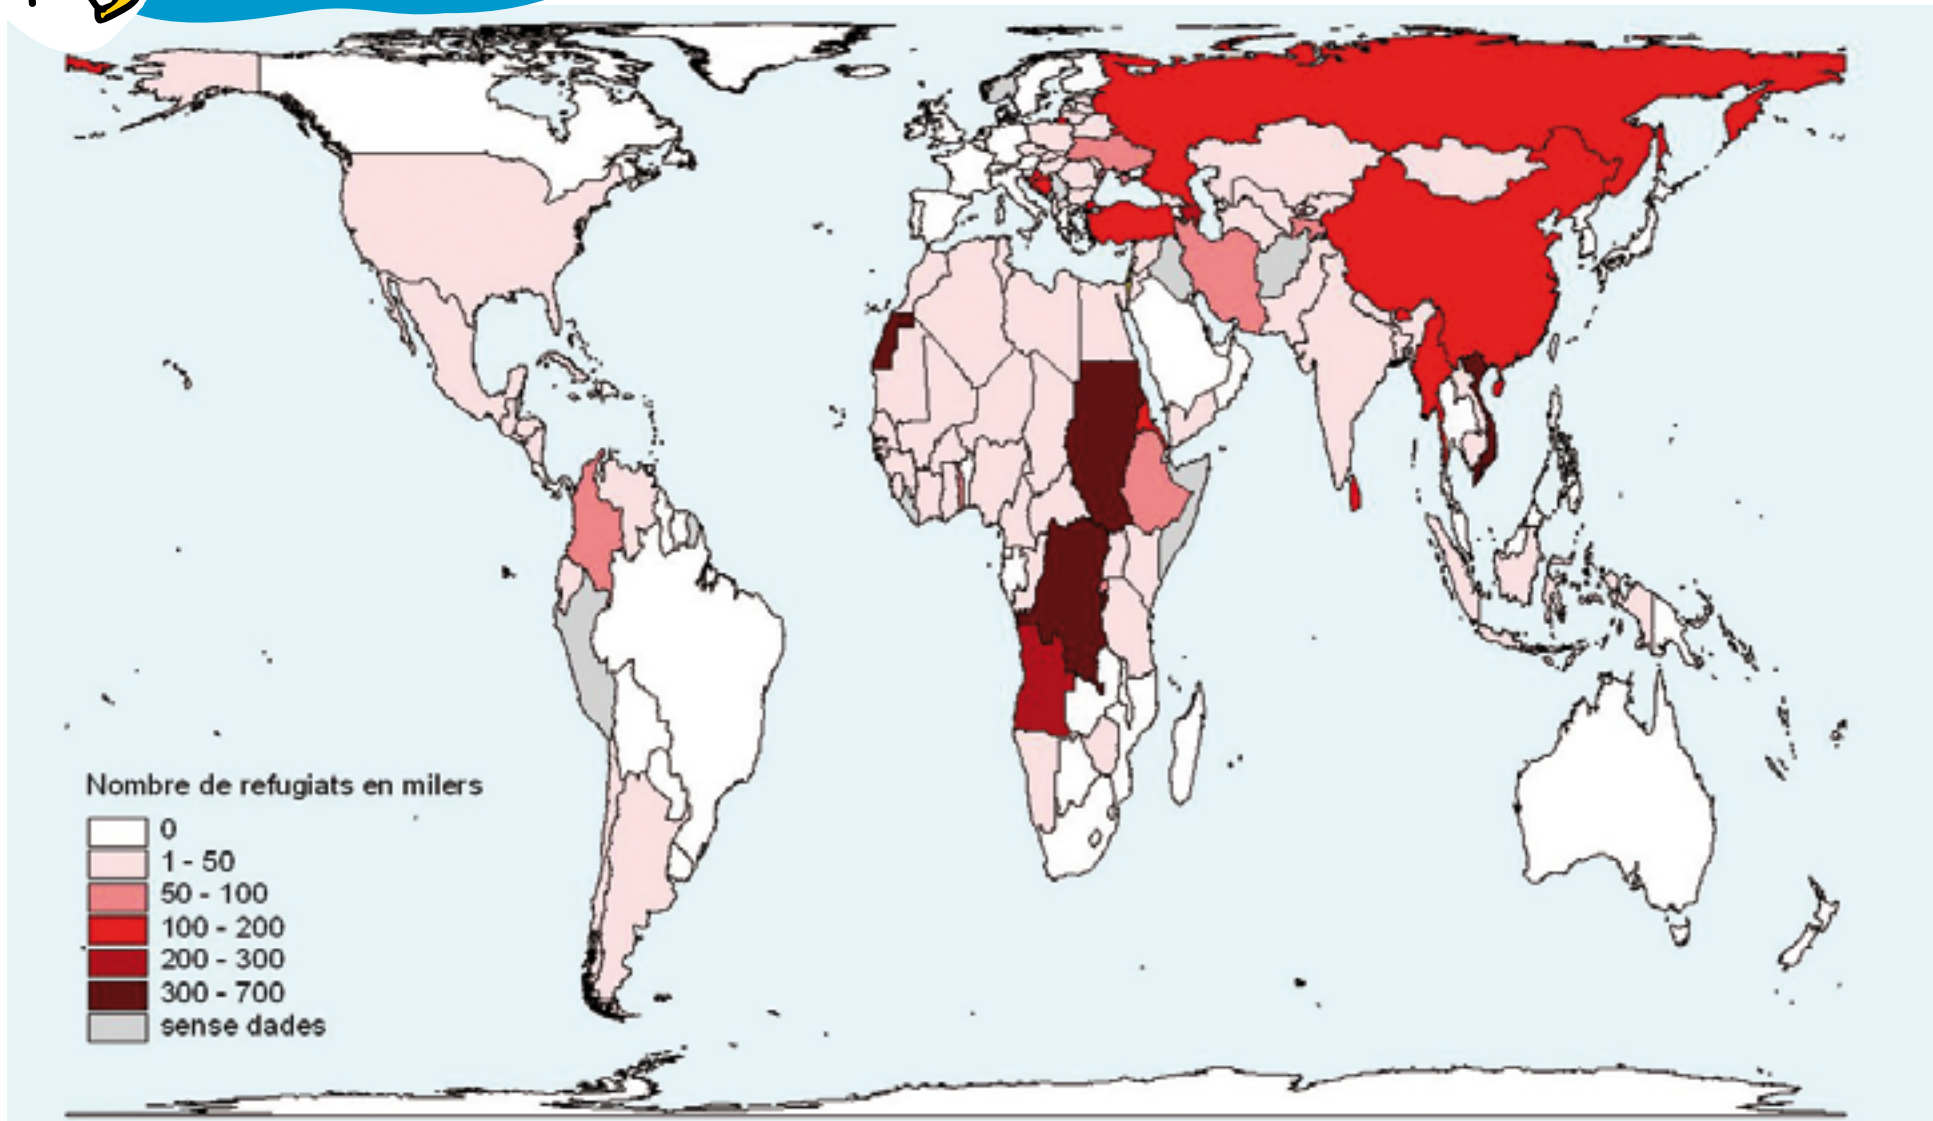 Nombre de refugiats en milers
0
1 - 50
50 - 100
100 - 200
200 - 300
300 - 700
sense dades